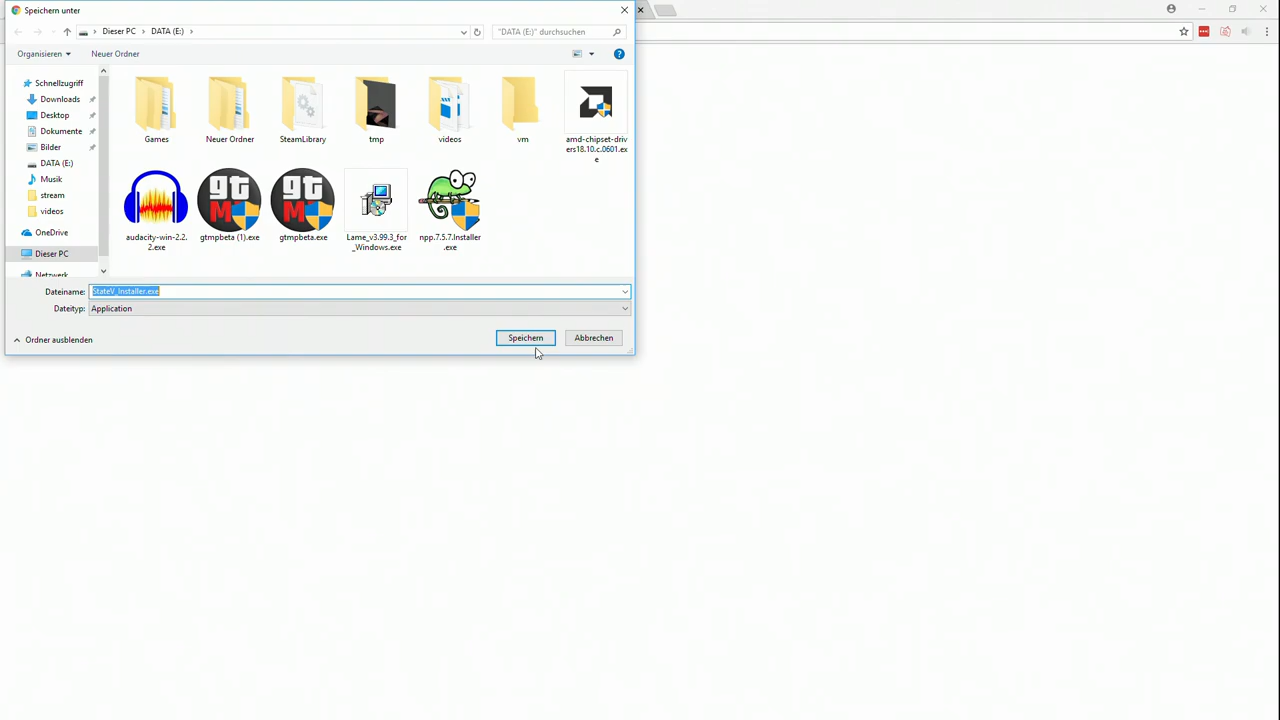 Speichern unter
Dieser PC
DATA (E:)
"DATA (E:)" durchsuchen
Organisieren
Neuer Ordner
Schnellzugriff
Downloads
Desktop
Dokumente
Bilder
DATA (E:)
Musik
stream
videos
OneDrive
Dieser PC
Netzwerk
Games
Neuer Ordner
SteamLibrary
tmp
videos
vm
amd-chipset-driv
ers18.10.c.0601.ex
e
gt
M
gt
M
audacity-win-2.2.
2.exe
gtmpbeta (1).exe
gtmpbeta.exe
Lame_v3.99.3_for
_Windows.exe
npp.7.5.7.Installer
.exe
Dateiname:
StateV_Installer.exe
Dateityp:
Application
Ordner ausblenden
Speichern
Abbrechen